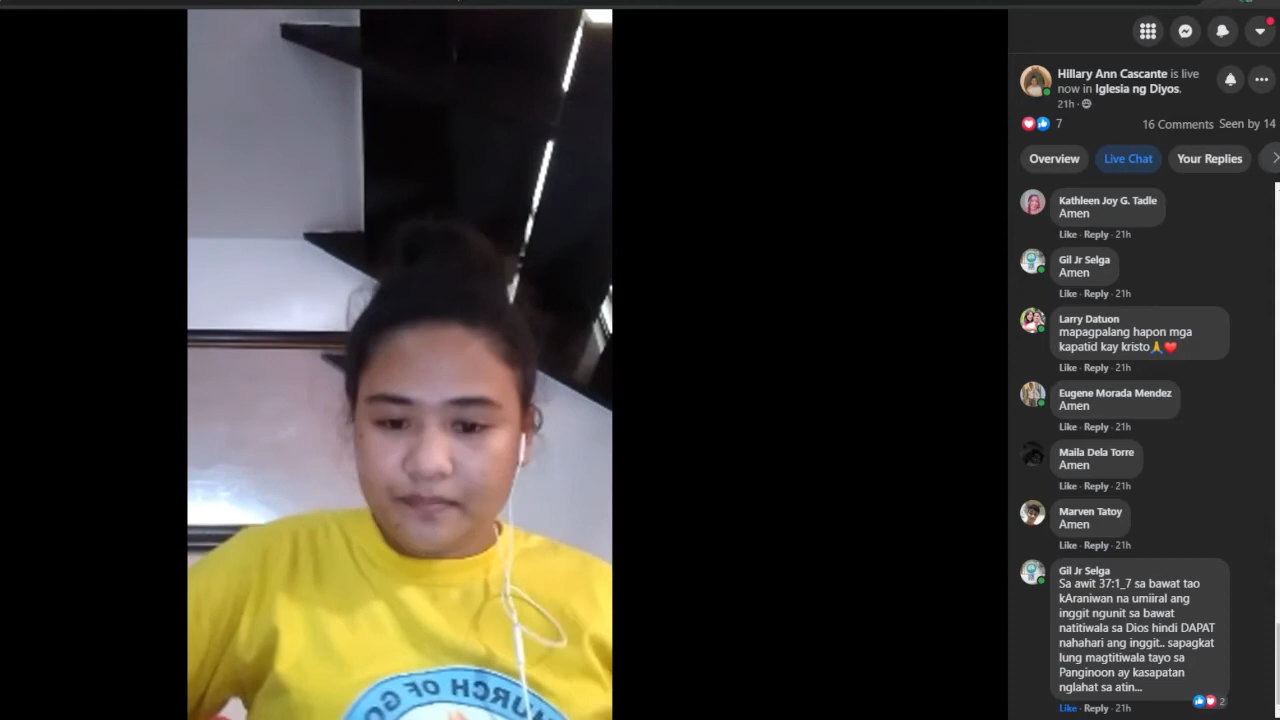 Hillary Ann Cascante is live
now in Iglesia ng Diyos.
21h
7
16 Comments Seen by 14
Overview
Live Chat
Your Replies
Kathleen Joy G. Tadle
Amen
Like · Reply · 21h
Gil Jr Selga
Amen
Like · Reply · 21h
Larry Datuon
mapagpalang hapon mga
kapatid kay kristo🙏❤️
Like · Reply · 21h
Eugene Morada Mendez
Amen
Like · Reply · 21h
Maila Dela Torre
Amen
Like · Reply · 21h
Marven Tatoy
Amen
Like · Reply · 21h
Gil Jr Selga
Sa awit 37:1_7 sa bawat tao
kAraniwan na umiiral ang
inggit ngunit sa bawat
natitiwala sa Dios hindi DAPAT
nahahari ang inggit.. sapagkat
lung magtitiwala tayo sa
Panginoon ay kasapatan
nglahat sa atin...
2
Like · Reply · 21h
CHURCH OF GO